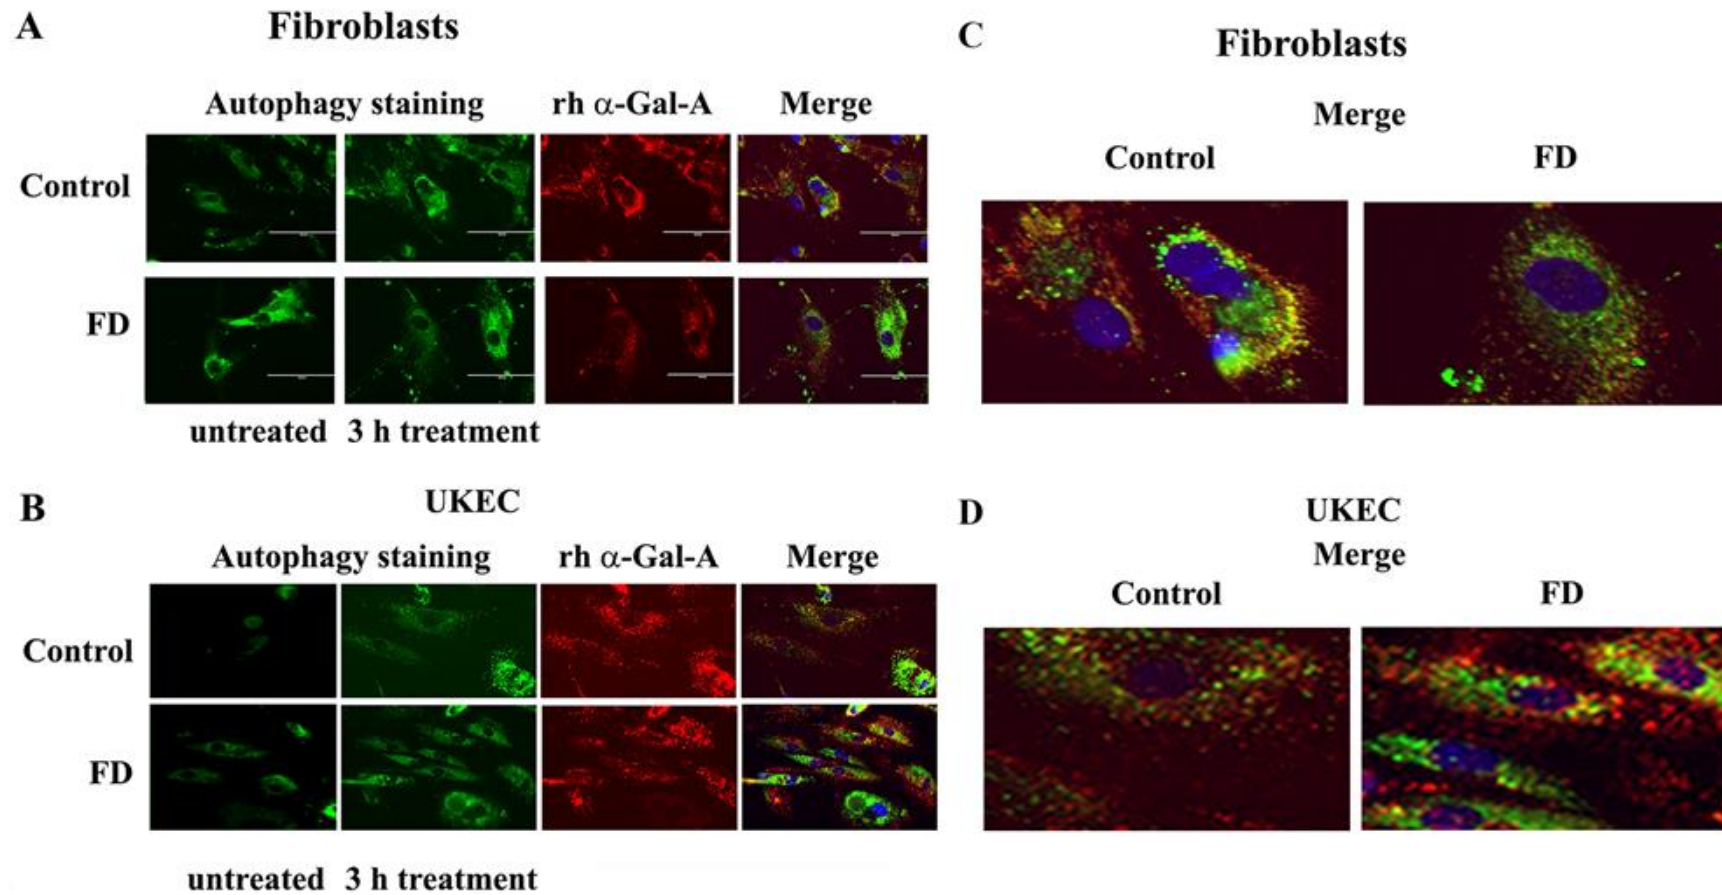 A
Fibroblasts
Autophagy staining rh α-Gal-A Merge
Control
FD
untreated 3 h treatment
B
UKEC
Autophagy staining rh α-Gal-A Merge
Control
FD
untreated 3 h treatment
C
Fibroblasts
Merge
Control FD
D
UKEC
Merge
Control FD